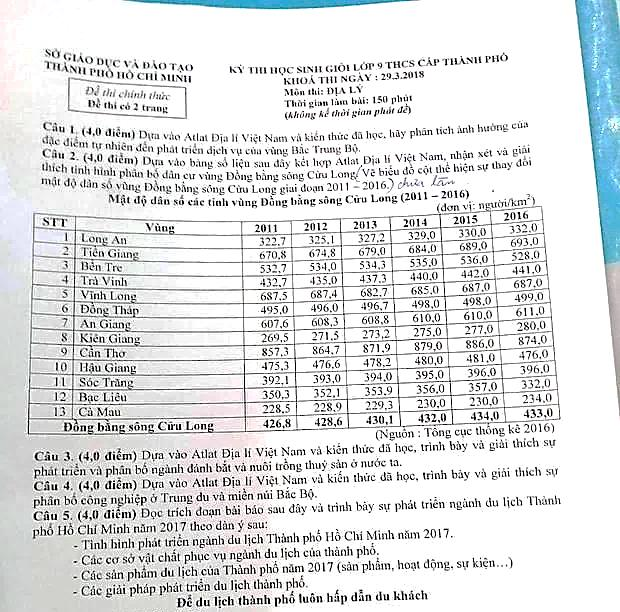 SỞ GIÁO DỤC VÀ ĐÀO TẠO
THÀNH PHỐ HỒ CHÍ MINH
Đề thi chính thức
Đề thi có 2 trang
KỲ THI HỌC SINH GIỎI LỚP 9 THCS CẤP THÀNH PHỐ
KHOÁ THI NGÀY : 29.3.2018
Môn thi: ĐỊA LÝ
Thời gian làm bài: 150 phút
(không kể thời gian phát đề)
Câu 1. (4,0 điểm) Dựa vào Atlat Địa lí Việt Nam và kiến thức đã học, hãy phân tích ảnh hưởng của
đặc điểm tự nhiên đến phát triển dịch vụ của vùng Bắc Trung Bộ.
Câu 2. (4,0 điểm) Dựa vào bảng số liệu sau đây kết hợp Atlat Địa lí Việt Nam, nhận xét và giải
thích tình hình phân bố dân cư vùng Đồng bằng sông Cửu Long(Vẽ biểu đồ cột thể hiện sự thay đổi
mật độ dân số vùng Đồng bằng sông Cửu Long giai đoạn 2011 – 2016.)
Mật độ dân số các tỉnh vùng Đồng bằng sông Cửu Long (2011 – 2016)
(đơn vị: người/km²)
STT Vùng 2011 2012 2013 2014 2015 2016
1 Long An 322,7 325,1 327,2 329,0 330,0 332,0
2 Tiền Giang 670,8 674,8 679,0 684,0 689,0 693,0
3 Bến Tre 532,7 534,0 534,3 535,0 536,0 528,0
4 Trà Vinh 432,7 435,0 437,3 440,0 442,0 441,0
5 Vĩnh Long 687,5 687,4 682,7 685,0 687,0 687,0
6 Đồng Tháp 495,0 496,0 496,7 498,0 498,0 499,0
7 An Giang 607,6 608,3 608,8 610,0 610,0 611,0
8 Kiên Giang 269,5 271,5 273,2 275,0 277,0 280,0
9 Cần Thơ 857,3 864,7 871,9 879,0 886,0 874,0
10 Hậu Giang 475,3 476,6 478,2 480,0 481,0 476,0
11 Sóc Trăng 392,1 393,0 394,0 395,0 396,0 396,0
12 Bạc Liêu 350,3 352,1 353,9 356,0 357,0 332,0
13 Cà Mau 228,5 228,9 229,3 230,0 230,0 234,0
Đồng bằng sông Cửu Long 426,8 428,6 430,1 432,0 434,0 433,0
(Nguồn : Tổng cục thống kê 2016)
Câu 3. (4,0 điểm) Dựa vào Atlat Địa lí Việt Nam và kiến thức đã học, trình bày và giải thích sự
phát triển và phân bố ngành đánh bắt và nuôi trồng thuỷ sản ở nước ta.
Câu 4. (4,0 điểm) Dựa vào Atlat Địa lí Việt Nam và kiến thức đã học, trình bày và giải thích sự
phân bố công nghiệp ở Trung du và miền núi Bắc Bộ.
Câu 5. (4,0 điểm) Đọc trích đoạn bài báo sau đây và trình bày sự phát triển ngành du lịch Thành
phố Hồ Chí Minh năm 2017 theo dàn ý sau:
- Tình hình phát triển ngành du lịch Thành phố Hồ Chí Minh năm 2017.
- Các cơ sở vật chất phục vụ ngành du lịch của thành phố.
- Các sản phẩm du lịch của Thành phố năm 2017 (sản phẩm, hoạt động, sự kiện…)
- Các giải pháp phát triển du lịch thành phố.
Để du lịch thành phố luôn hấp dẫn du khách